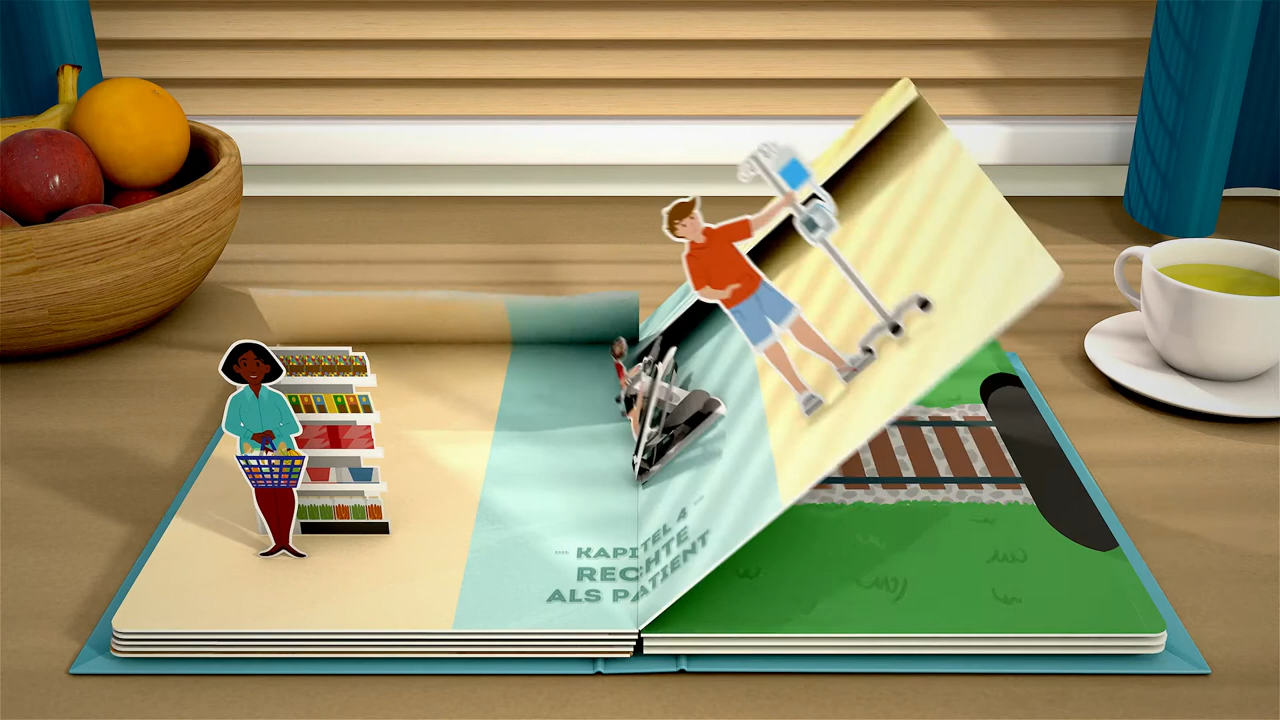 — KAPITEL 4 —
RECHTE
ALS PATIENT